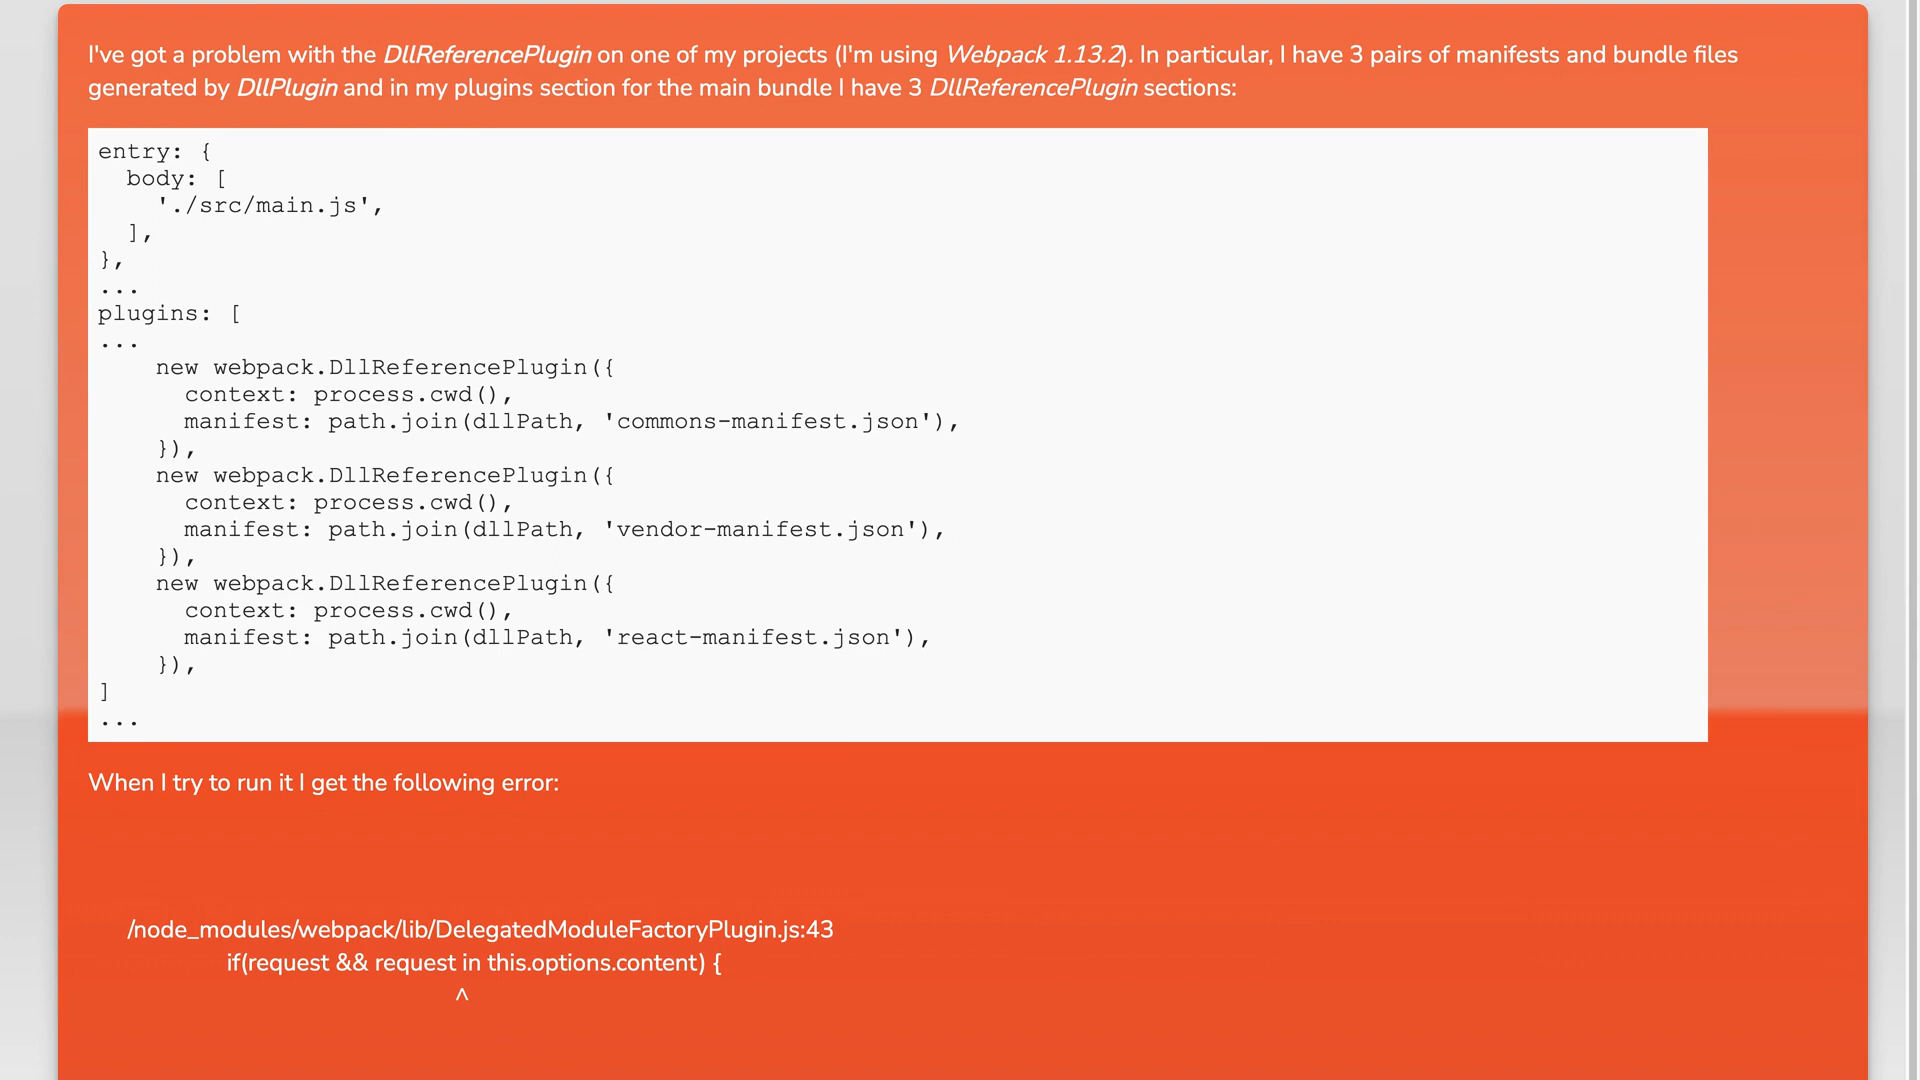 I've got a problem with the DllReferencePlugin on one of my projects (I'm using Webpack 1.13.2). In particular, I have 3 pairs of manifests and bundle files
generated by DllPlugin and in my plugins section for the main bundle I have 3 DllReferencePlugin sections:
entry: {
  body: [
    './src/main.js',
  ],
},
...
plugins: [
...
    new webpack.DllReferencePlugin({
      context: process.cwd(),
      manifest: path.join(dllPath, 'commons-manifest.json'),
    }),
    new webpack.DllReferencePlugin({
      context: process.cwd(),
      manifest: path.join(dllPath, 'vendor-manifest.json'),
    }),
    new webpack.DllReferencePlugin({
      context: process.cwd(),
      manifest: path.join(dllPath, 'react-manifest.json'),
    }),
]
...
When I try to run it I get the following error:
/node_modules/webpack/lib/DelegatedModuleFactoryPlugin.js:43
if(request && request in this.options.content) {
^